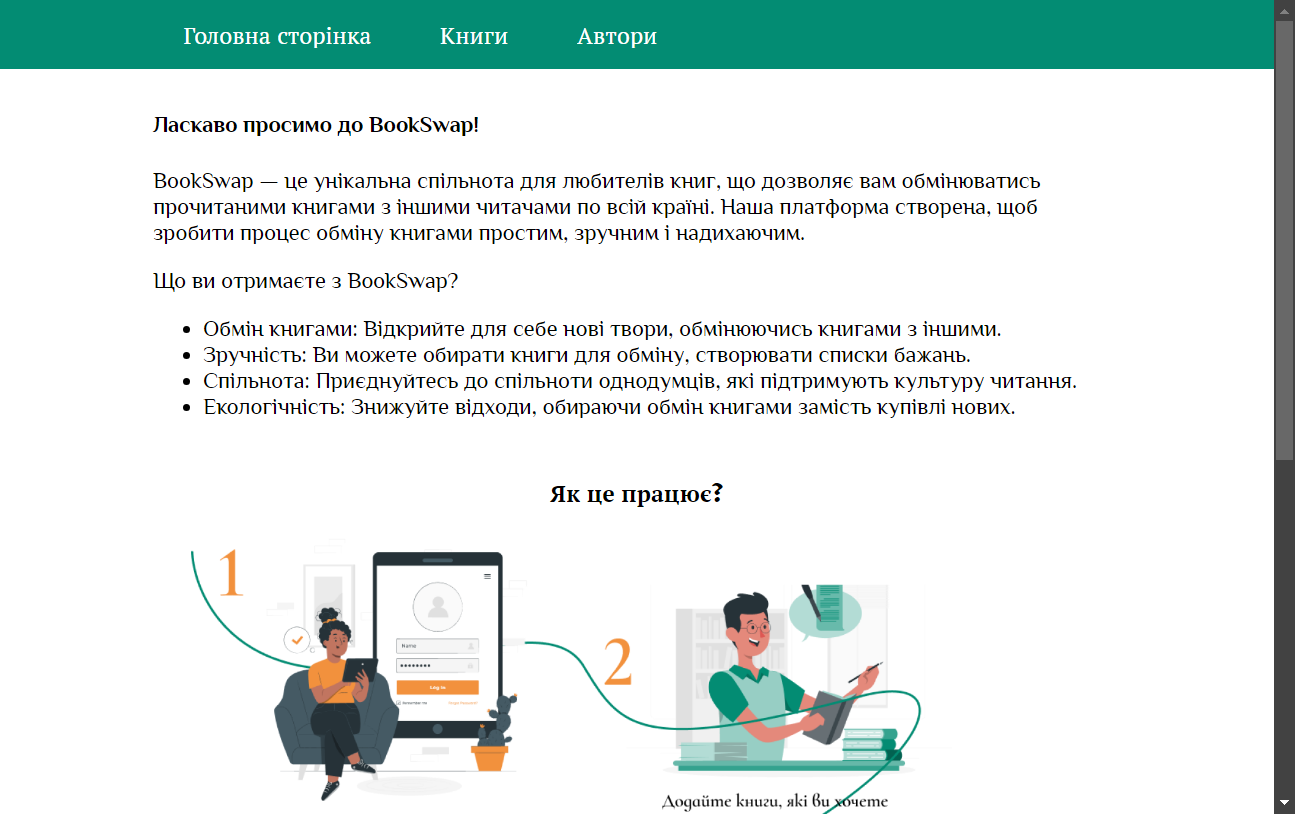 Головна сторінка Книги Автори
Ласкаво просимо до BookSwap!
BookSwap — це унікальна спільнота для любителів книг, що дозволяє вам обмінюватись
прочитаними книгами з іншими читачами по всій країні. Наша платформа створена, щоб
зробити процес обміну книгами простим, зручним і надихаючим.
Що ви отримаєте з BookSwap?
Обмін книгами: Відкрийте для себе нові твори, обмінюючись книгами з іншими.
Зручність: Ви можете обирати книги для обміну, створювати списки бажань.
Спільнота: Приєднуйтесь до спільноти однодумців, які підтримують культуру читання.
Екологічність: Знижуйте відходи, обираючи обмін книгами замість купівлі нових.
Як це працює?
1
Name
Log in
2
Додайте книги, які ви хочете